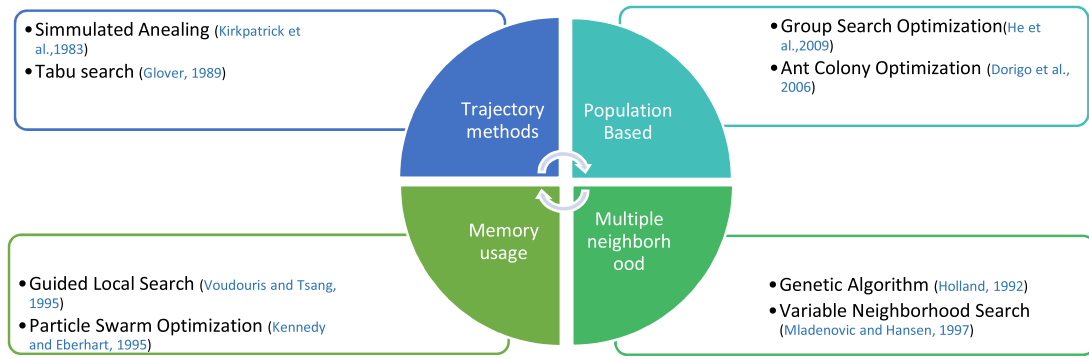 •Simmulated Anealing (Kirkpatrick et
al.,1983)
•Tabu search (Glover, 1989)
•Group Search Optimization(He
et al.,2009)
•Ant Colony Optimization (Dorigo et al.,
2006)
Trajectory
methods
Population
Based
Memory
usage
Multiple
neighborh
ood
•Guided Local Search (Voudouris and Tsang,
1995)
•Particle Swarm Optimization (Kennedy
and Eberhart, 1995)
•Genetic Algorithm (Holland, 1992)
•Variable Neighborhood Search
(Mladenovic and Hansen, 1997)